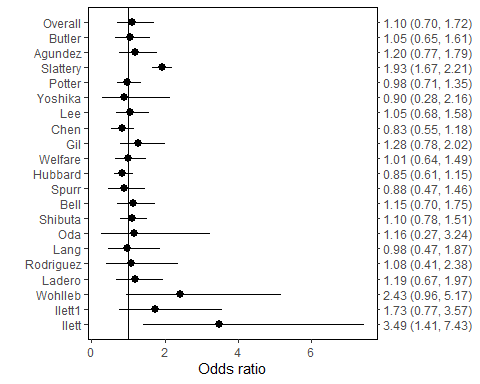 Overall 1.10 (0.70, 1.72)
Butler 1.05 (0.65, 1.61)
Agundez 1.20 (0.77, 1.79)
Slattery 1.93 (1.67, 2.21)
Potter 0.98 (0.71, 1.35)
Yoshika 0.90 (0.28, 2.16)
Lee 1.05 (0.68, 1.58)
Chen 0.83 (0.55, 1.18)
Gil 1.28 (0.78, 2.02)
Welfare 1.01 (0.64, 1.49)
Hubbard 0.85 (0.61, 1.15)
Spurr 0.88 (0.47, 1.46)
Bell 1.15 (0.70, 1.75)
Shibuta 1.10 (0.78, 1.51)
Oda 1.16 (0.27, 3.24)
Lang 0.98 (0.47, 1.87)
Rodriguez 1.08 (0.41, 2.38)
Ladero 1.19 (0.67, 1.97)
Wohlleb 2.43 (0.96, 5.17)
Ilett1 1.73 (0.77, 3.57)
Ilett 3.49 (1.41, 7.43)
0 2 4 6
Odds ratio